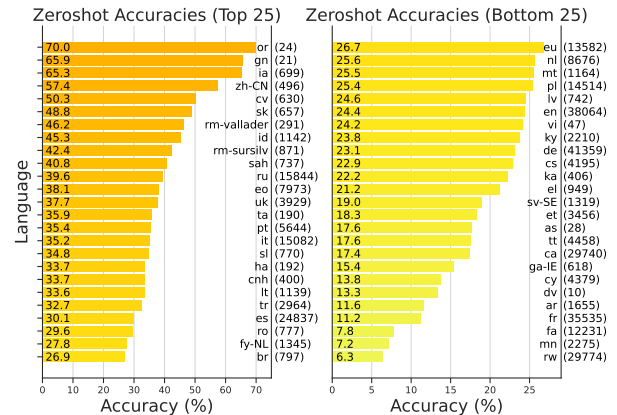 Zeroshot Accuracies (Top 25)
70.0 or (24)
65.9 gn (21)
65.3 ia (699)
57.4 zh-CN (496)
50.3 cv (630)
48.8 sk (657)
46.2 rm-vallader (291)
45.3 id (1142)
42.4 rm-sursilv (871)
40.8 sah (737)
39.6 ru (15844)
38.1 eo (7973)
37.7 uk (3929)
35.9 ta (190)
35.4 pt (5644)
35.2 it (15082)
34.8 sl (770)
33.7 ha (192)
33.7 cnh (400)
33.6 lt (1139)
32.7 tr (2964)
30.1 es (24837)
29.6 ro (777)
27.8 fy-NL (1345)
26.9 br (797)
0 10 20 30 40 50 60 70
Accuracy (%)
Language
Zeroshot Accuracies (Bottom 25)
26.7 eu (13582)
25.6 nl (8676)
25.5 mt (1164)
25.4 pl (14514)
24.6 lv (742)
24.4 en (38064)
24.2 vi (47)
23.8 ky (2210)
23.1 de (41359)
22.9 cs (4195)
22.2 ka (406)
21.2 el (949)
19.0 sv-SE (1319)
18.3 et (3456)
17.6 as (28)
17.6 tt (4458)
17.4 ca (29740)
15.4 ga-IE (618)
13.8 cy (4379)
13.3 dv (10)
11.6 ar (1655)
11.2 fr (35535)
7.8 fa (12231)
7.2 mn (2275)
6.3 rw (29774)
0 5 10 15 20 25
Accuracy (%)